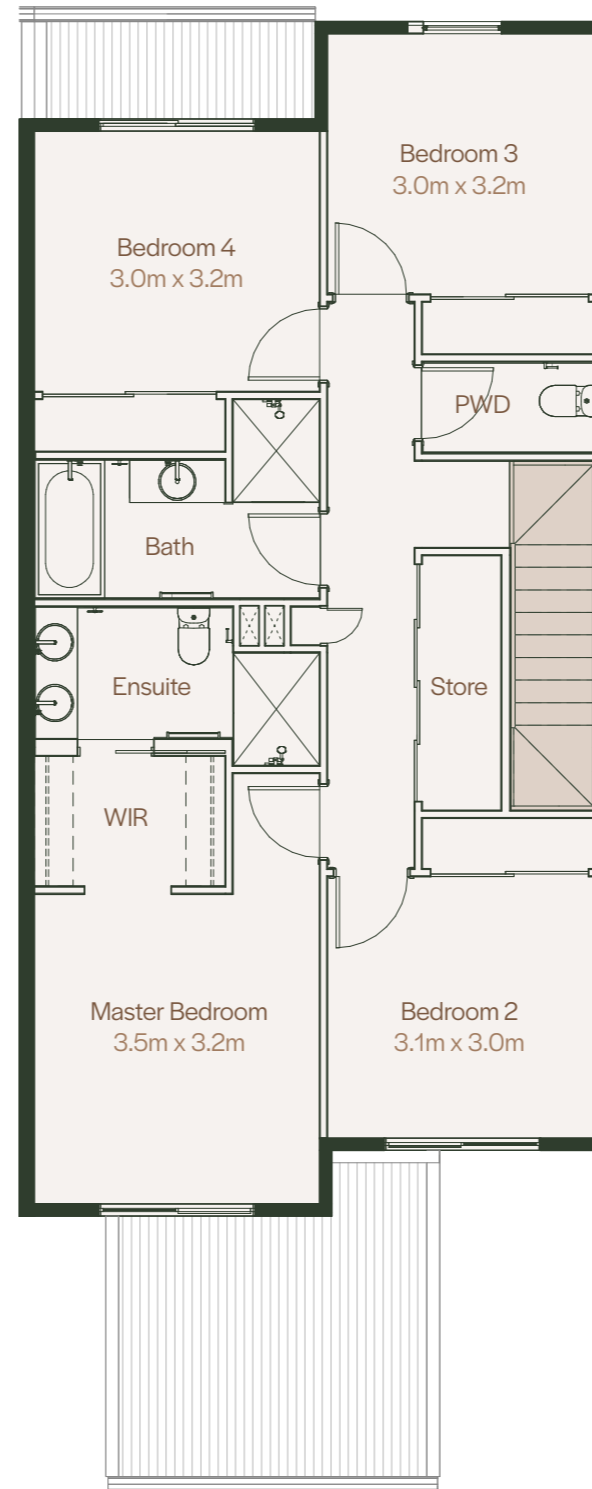 Bedroom 3
3.0m x 3.2m
Bedroom 4
3.0m x 3.2m
PWD
Bath
Ensuite
Store
WIR
Master Bedroom
3.5m x 3.2m
Bedroom 2
3.1m x 3.0m